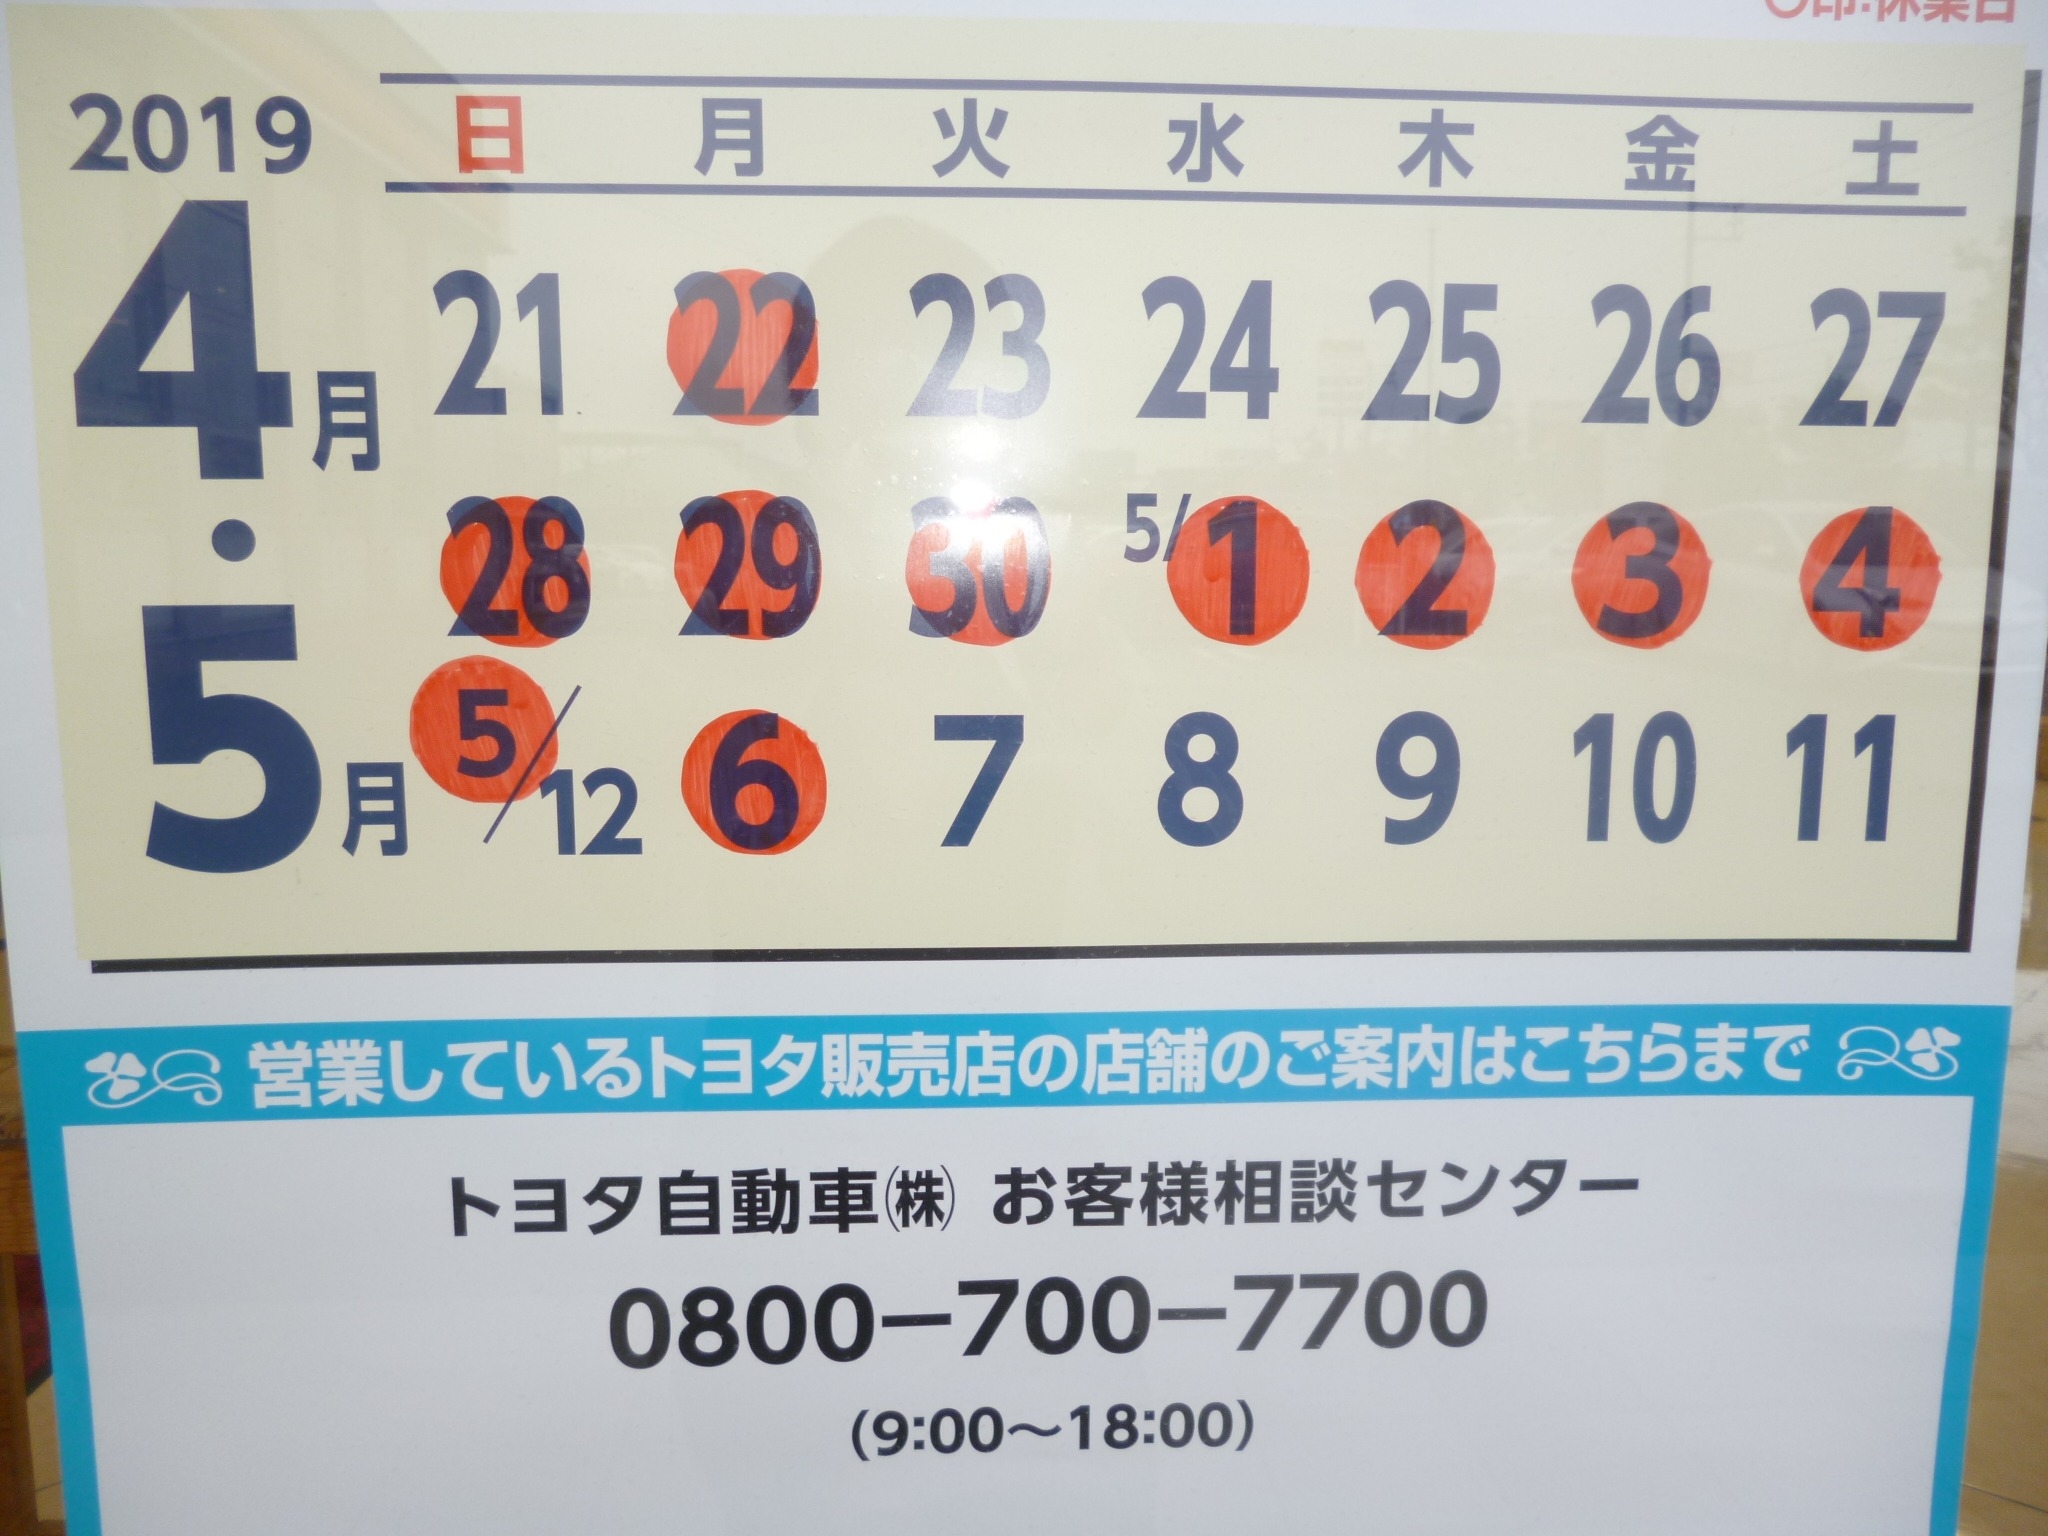 ○印:休業日
2019 日 月 火 水 木 金 土
4月 21 22 23 24 25 26 27
・ 28 29 30 5/1 2 3 4
5月 5/12 6 7 8 9 10 11
営業しているトヨタ販売店の店舗のご案内はこちらまで
トヨタ自動車㈱ お客様相談センター
0800-700-7700
(9:00〜18:00)